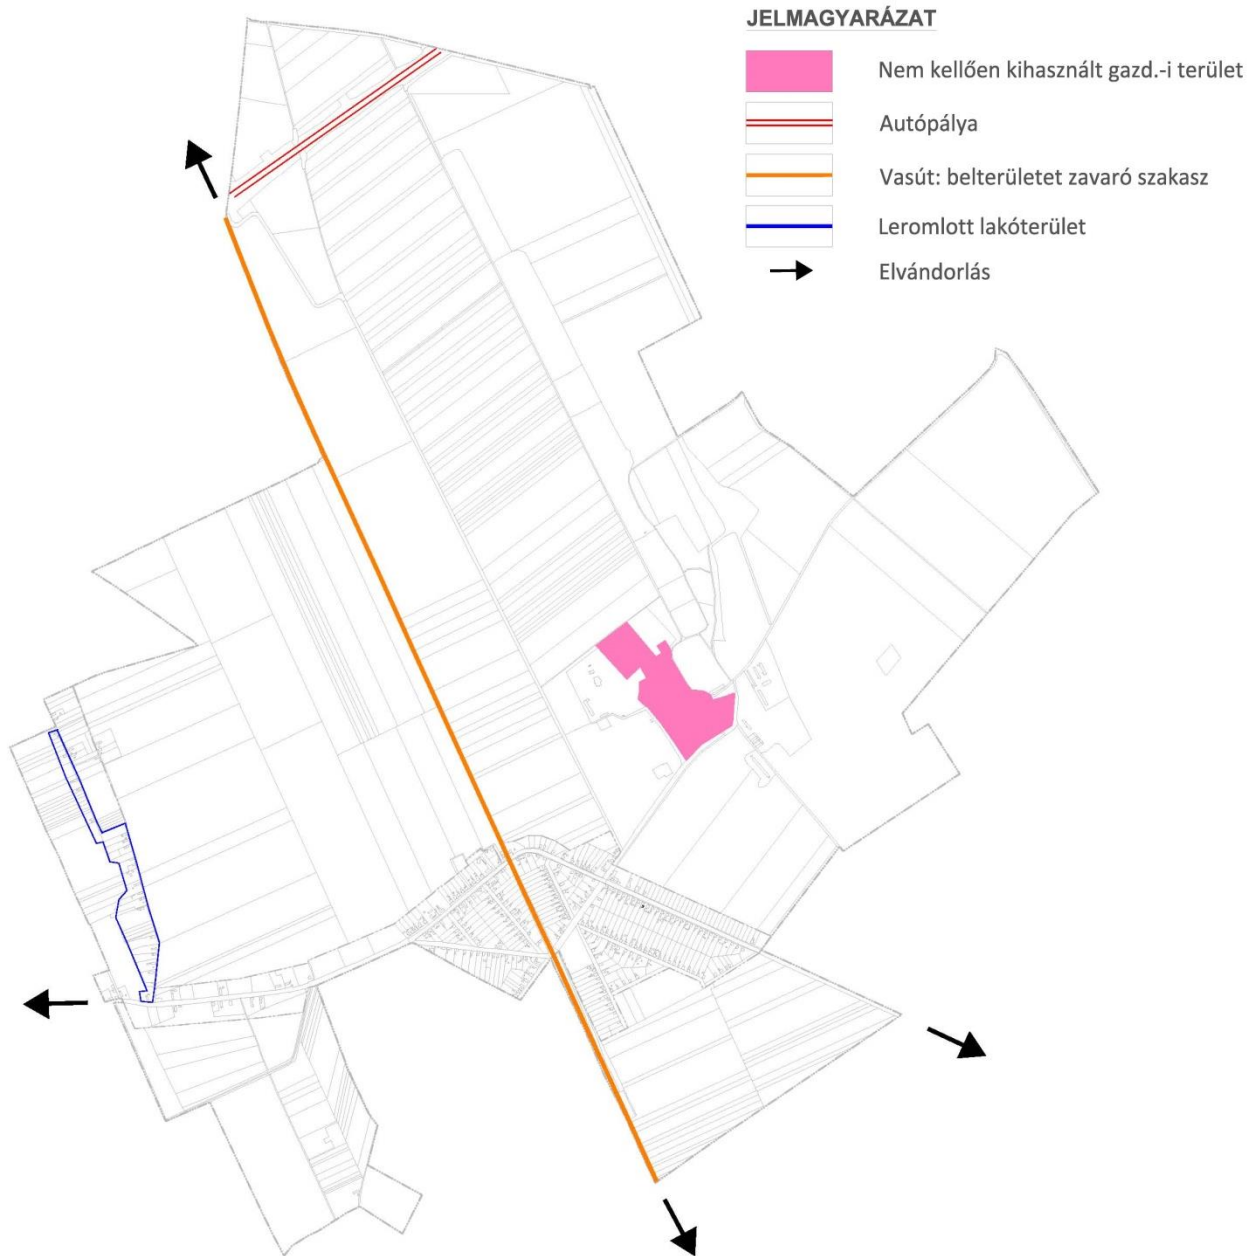 JELMAGYARÁZAT
Nem kellően kihasznált gazd.-i terület
Autópálya
Vasút: belterületet zavaró szakasz
Leromlott lakóterület
Elvándorlás